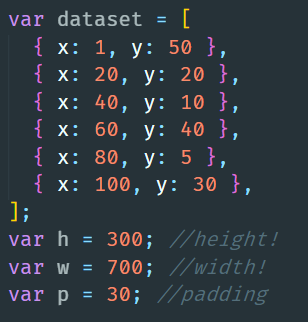 var dataset = [
  { x: 1, y: 50 },
  { x: 20, y: 20 },
  { x: 40, y: 10 },
  { x: 60, y: 40 },
  { x: 80, y: 5 },
  { x: 100, y: 30 },
];
var h = 300; //height!
var w = 700; //width!
var p = 30; //padding